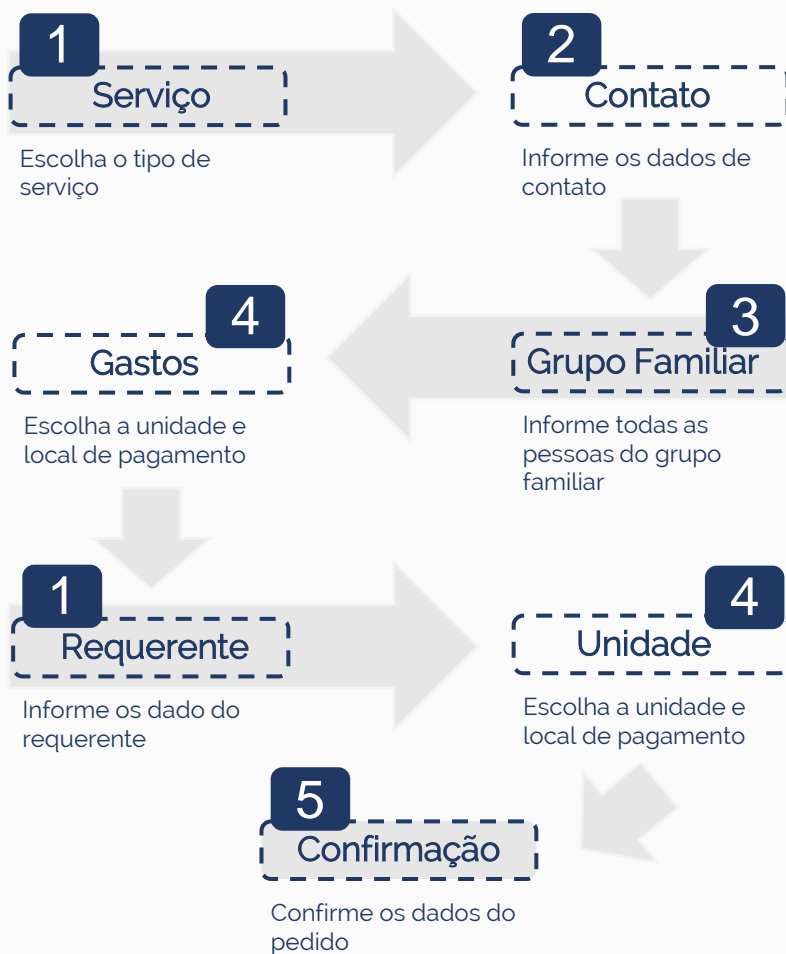 1
Serviço
Escolha o tipo de
serviço
2
Contato
Informe os dados de
contato
3
Grupo Familiar
Informe todas as
pessoas do grupo
familiar
4
Gastos
Escolha a unidade e
local de pagamento
1
Requerente
Informe os dado do
requerente
4
Unidade
Escolha a unidade e
local de pagamento
5
Confirmação
Confirme os dados do
pedido